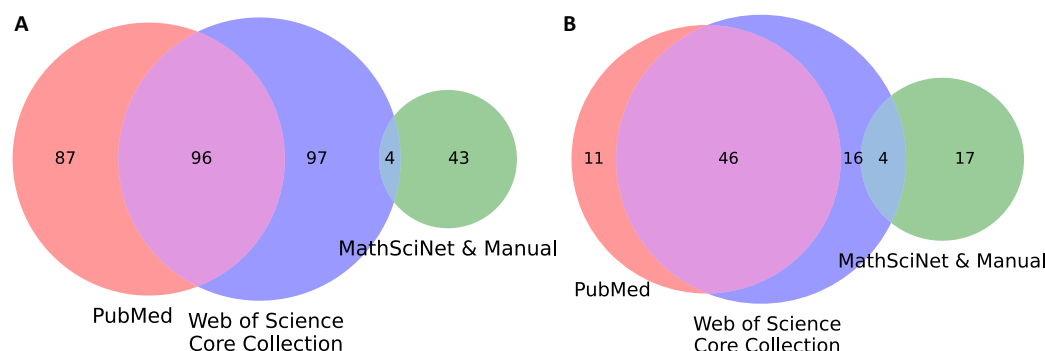 A
87
96
97
4
43
MathSciNet & Manual
PubMed
Web of Science
Core Collection
B
11
46
16
4
17
MathSciNet & Manual
PubMed
Web of Science
Core Collection